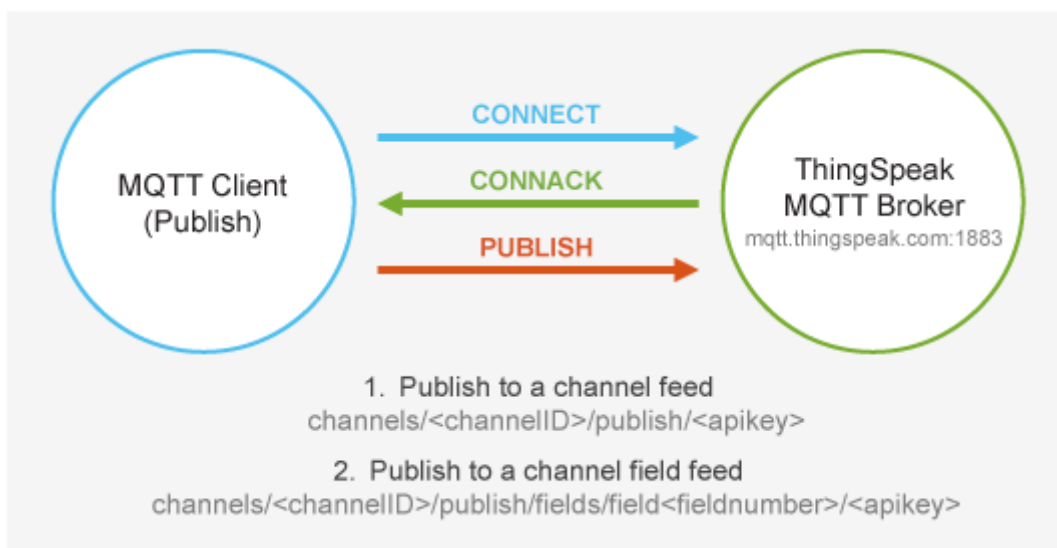 CONNECT
CONNACK
PUBLISH
MQTT Client
(Publish)
ThingSpeak
MQTT Broker
mqtt.thingspeak.com:1883
1. Publish to a channel feed
channels/<channelID>/publish/<apikey>
2. Publish to a channel field feed
channels/<channelID>/publish/fields/field<fieldnumber>/<apikey>